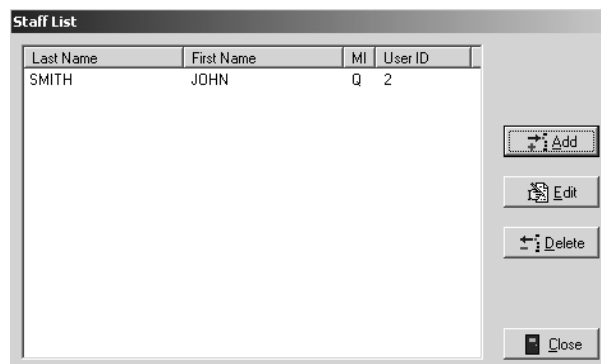 Staff List
Last Name First Name MI User ID
SMITH JOHN Q 2
Add
Edit
Delete
Close